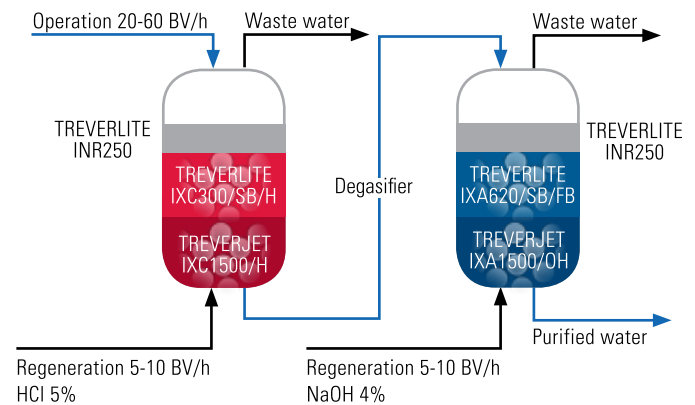 Operation 20-60 BV/h
Waste water
Waste water
TREVERLITE
INR250
TREVERLITE
INR250
TREVERLITE
IXC300/SB/H
Degasifier
TREVERLITE
IXA620/SB/FB
TREVERJET
IXC1500/H
TREVERJET
IXA1500/OH
Purified water
Regeneration 5-10 BV/h
HCl 5%
Regeneration 5-10 BV/h
NaOH 4%